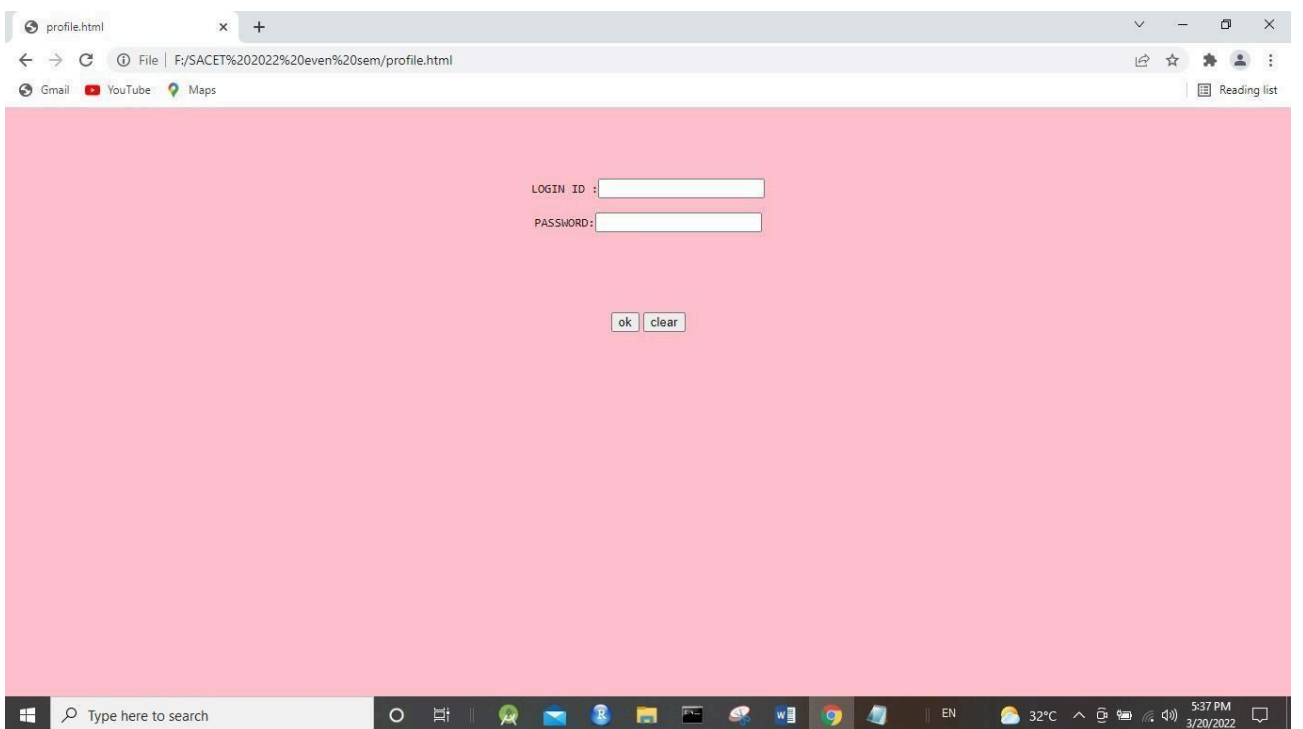 profile.html
File F:/SACET%202022%20even%20sem/profile.html
Gmail YouTube Maps Reading list
LOGIN ID :
PASSWORD:
ok clear
Type here to search EN 32°C 5:37 PM
3/20/2022